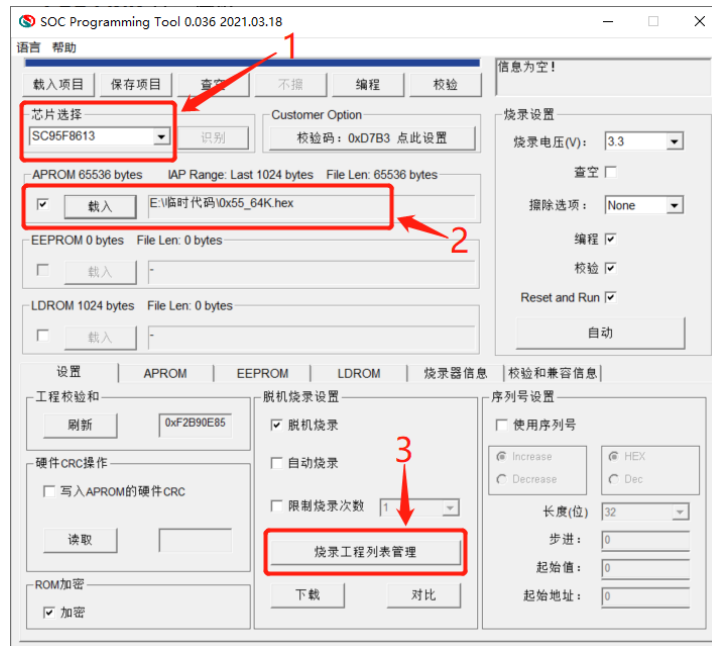 SOC Programming Tool 0.036 2021.03.18
语言 帮助
载入项目 保存项目 查空 不擦 编程 校验
信息为空!
1
芯片选择
SC95F8613
识别
Customer Option
校验码: 0xD7B3 点此设置
APROM 65536 bytes IAP Range: Last 1024 bytes File Len: 65536 bytes
载入
E:\临时代码\0x55_64K.hex
2
EEPROM 0 bytes File Len: 0 bytes
载入
-
LDROM 1024 bytes File Len: 0 bytes
载入
-
烧录设置
烧录电压(V): 3.3
查空
擦除选项: None
编程
校验
Reset and Run
自动
设置 APROM EEPROM LDROM 烧录器信息 校验和兼容信息
工程校验和
刷新 0xF2B90E85
硬件CRC操作
写入APROM的硬件CRC
读取
ROM加密
加密
脱机烧录设置
脱机烧录
自动烧录
限制烧录次数 1
3
烧录工程列表管理
下载 对比
序列号设置
使用序列号
Increase HEX
Decrease Dec
长度(位) 32
步进: 0
起始值: 0
起始地址: 0